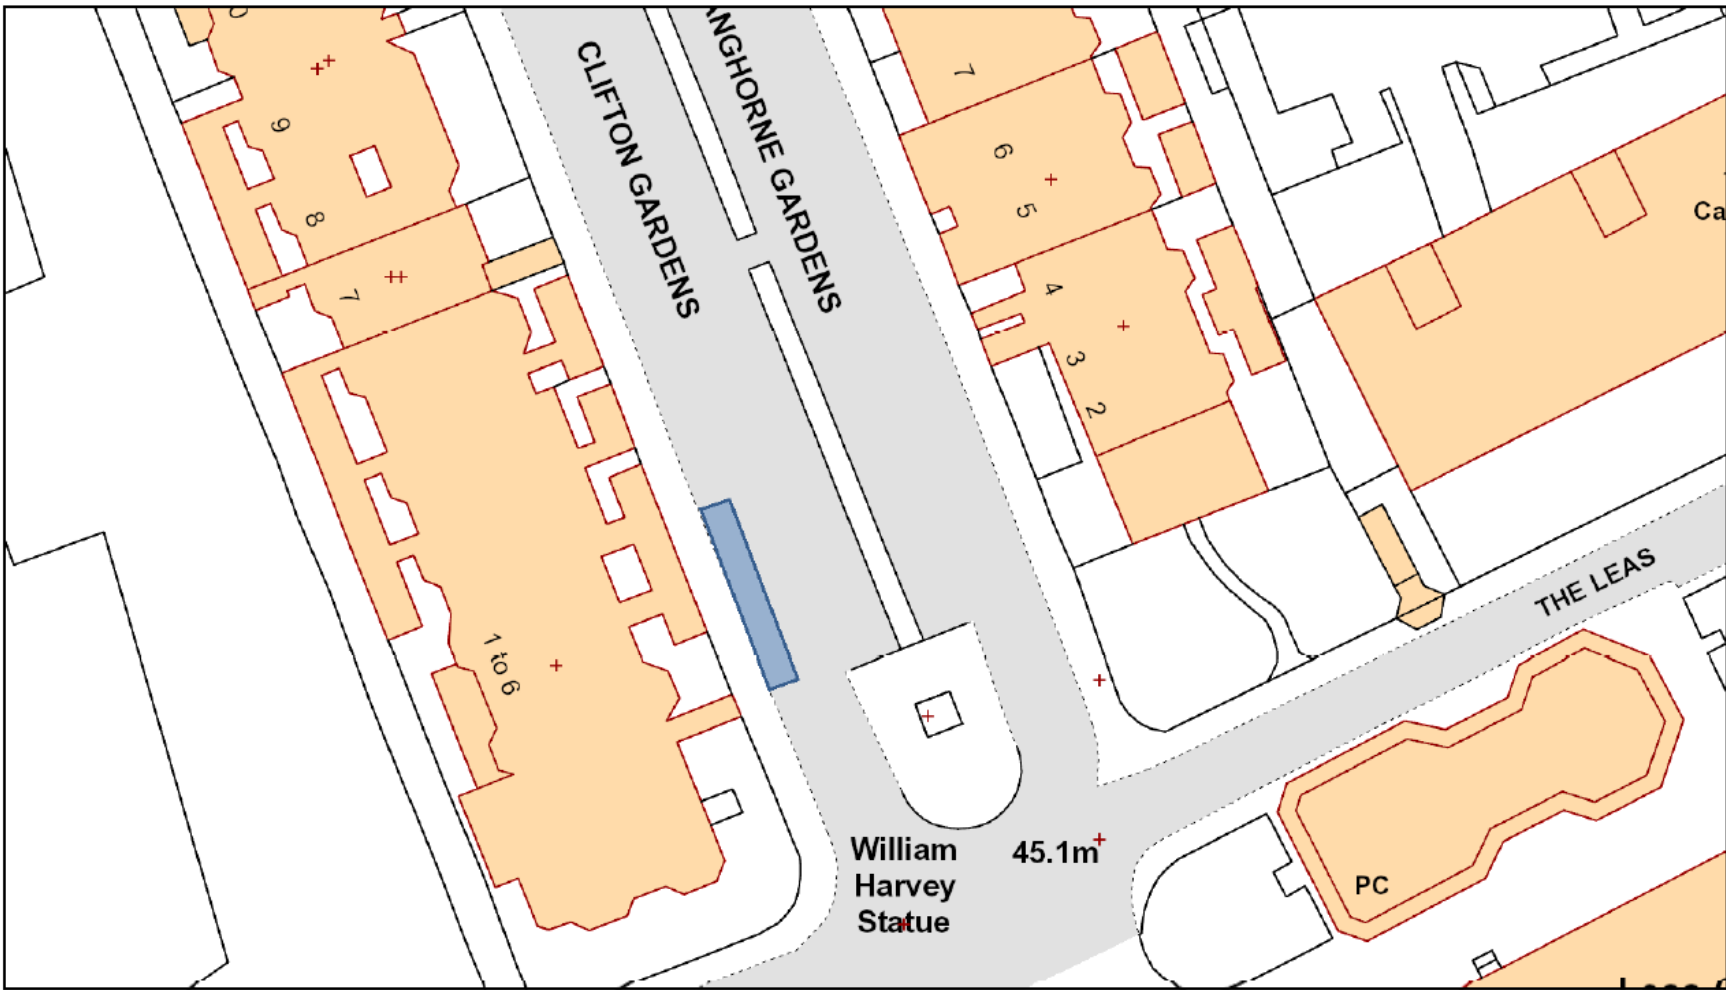 CLIFTON GARDENS
ANGHORNE GARDENS
9
8
7
1 to 6
7
6
5
4
3
2
THE LEAS
William
Harvey
Statue
45.1m
PC
Ca